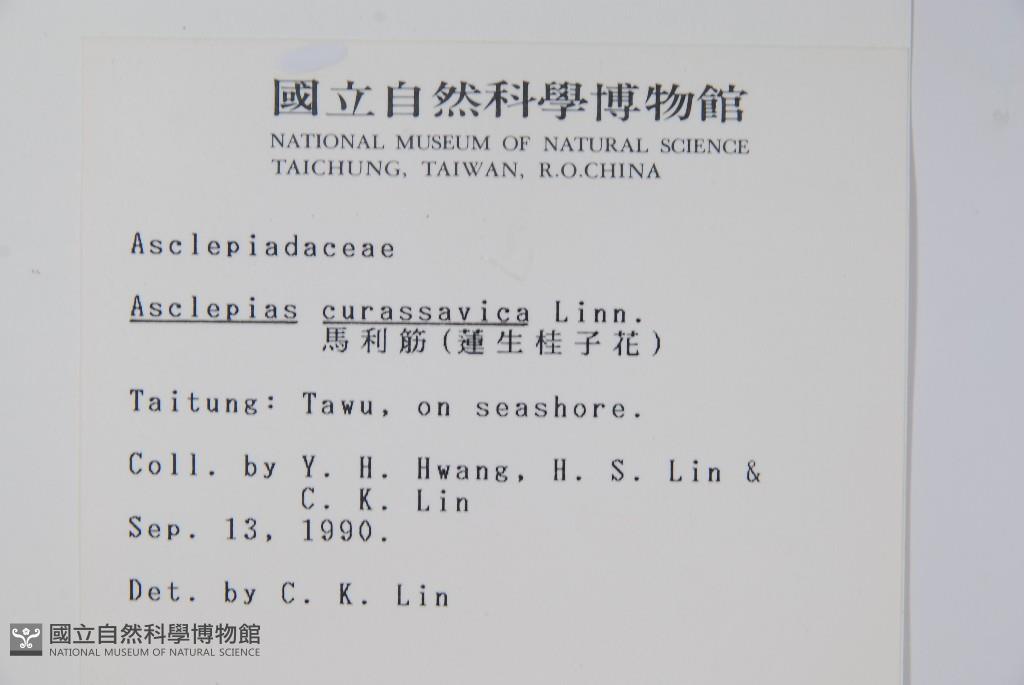 國立自然科學博物館
NATIONAL MUSEUM OF NATURAL SCIENCE
TAICHUNG, TAIWAN, R.O.CHINA
Asclepiadaceae
Asclepias curassavica Linn.
馬利筋(蓮生桂子花)
Taitung: Tawu, on seashore.
Coll. by Y. H. Hwang, H. S. Lin &
C. K. Lin
Sep. 13, 1990.
Det. by C. K. Lin
國立自然科學博物館
NATIONAL MUSEUM OF NATURAL SCIENCE